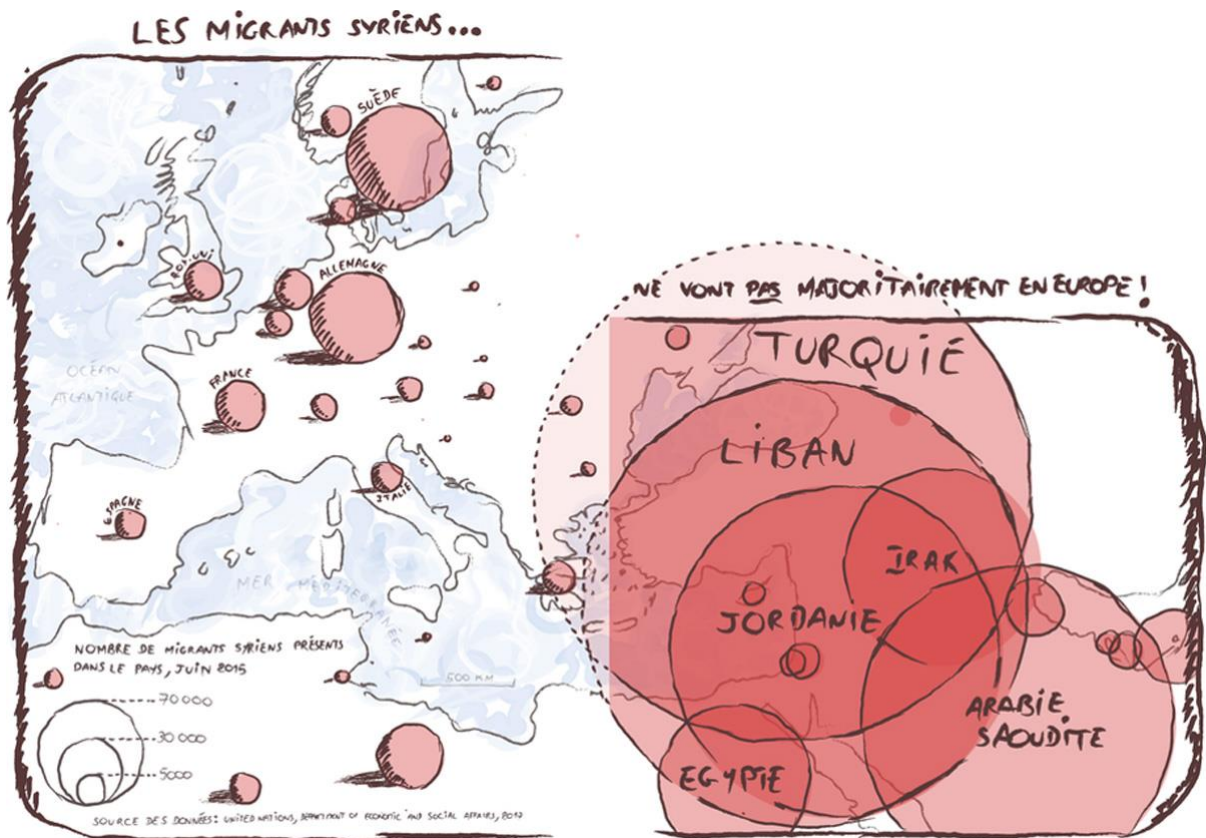 LES MIGRANTS SYRIENS...
NE VONT PAS MAJORITAIREMENT EN EUROPE !
SUÈDE
ROY-UNI
ALLEMAGNE
FRANCE
OCÉAN
ATLANTIQUE
ESPAGNE
ITALIE
MER MÉDITERRANÉE
500 KM
TURQUIE
LIBAN
IRAK
JORDANIE
ARABIE
SAOUDITE
EGYPTE
NOMBRE DE MIGRANTS SYRIENS PRÉSENTS
DANS LE PAYS, JUIN 2015
70 000
30 000
5000
SOURCE DES DONNÉES : UNITED NATIONS, DEPARTMENT OF ECONOMIC AND SOCIAL AFFAIRS, 2017